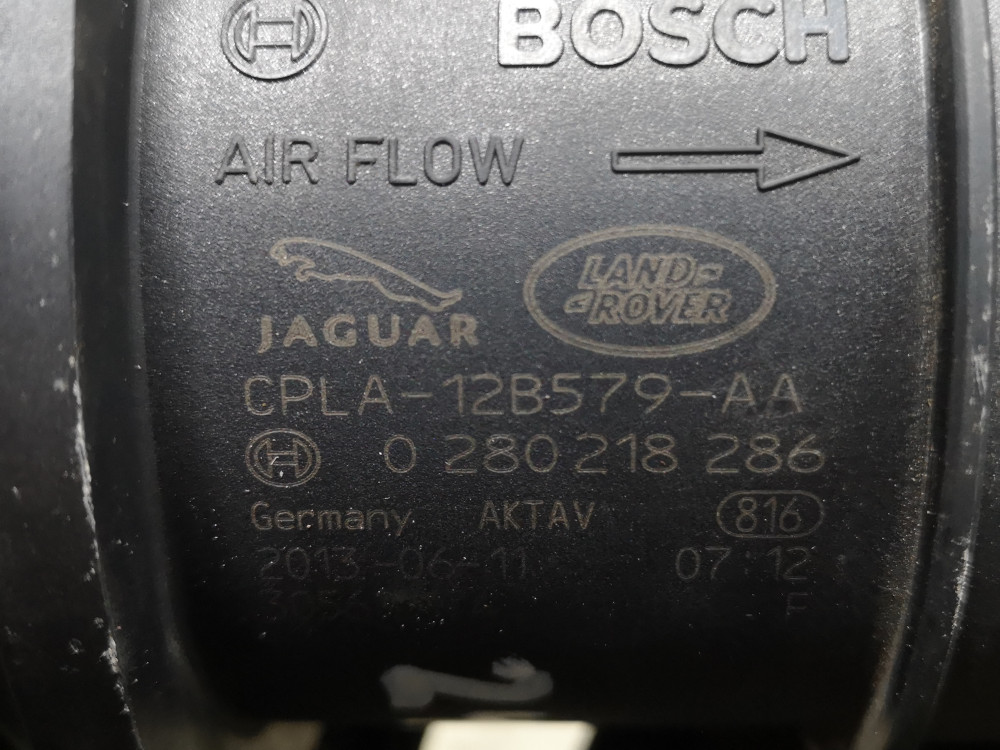 BOSCH
AIR FLOW
JAGUAR
LAND-
-ROVER
CPLA-12B579-AA
0 280 218 286
Germany AKTAV 816
2013-06-11 07:12
F